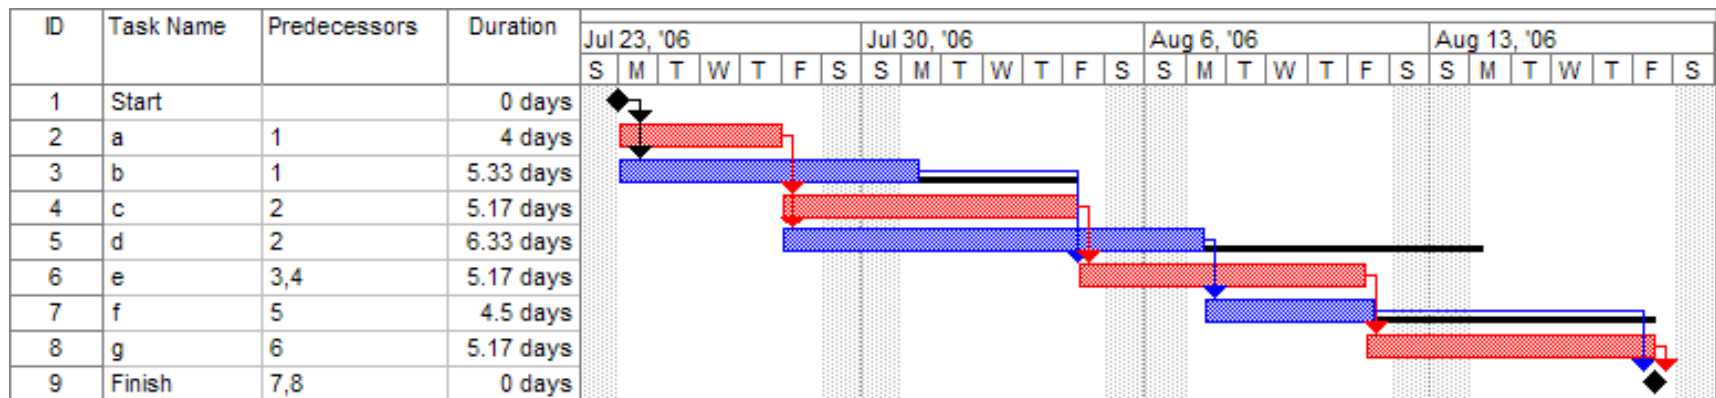 ID Task Name Predecessors Duration
Jul 23, '06 Jul 30, '06 Aug 6, '06 Aug 13, '06
S M T W T F S S M T W T F S S M T W T F S S M T W T F S
1 Start 0 days
2 a 1 4 days
3 b 1 5.33 days
4 c 2 5.17 days
5 d 2 6.33 days
6 e 3,4 5.17 days
7 f 5 4.5 days
8 g 6 5.17 days
9 Finish 7,8 0 days